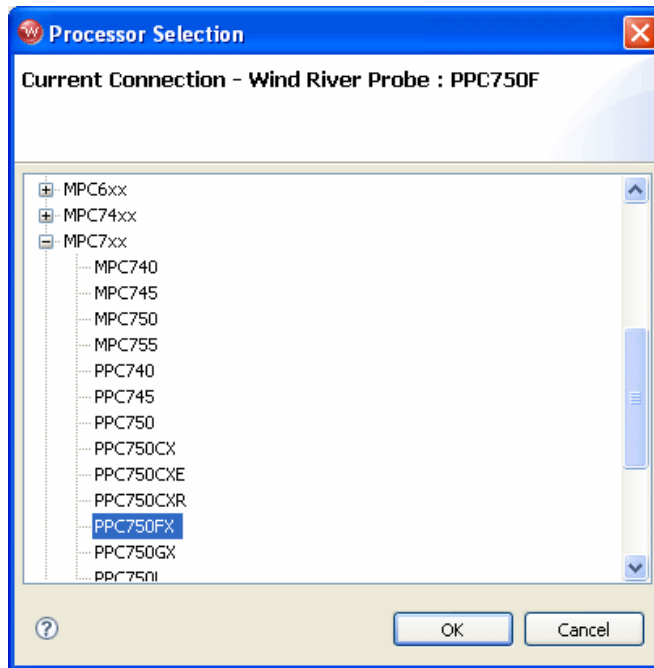 Processor Selection
Current Connection - Wind River Probe : PPC750F
MPC6xx
MPC74xx
MPC7xx
MPC740
MPC745
MPC750
MPC755
PPC740
PPC745
PPC750
PPC750CX
PPC750CXE
PPC750CXR
PPC750FX
PPC750GX
PPC750L
OK
Cancel